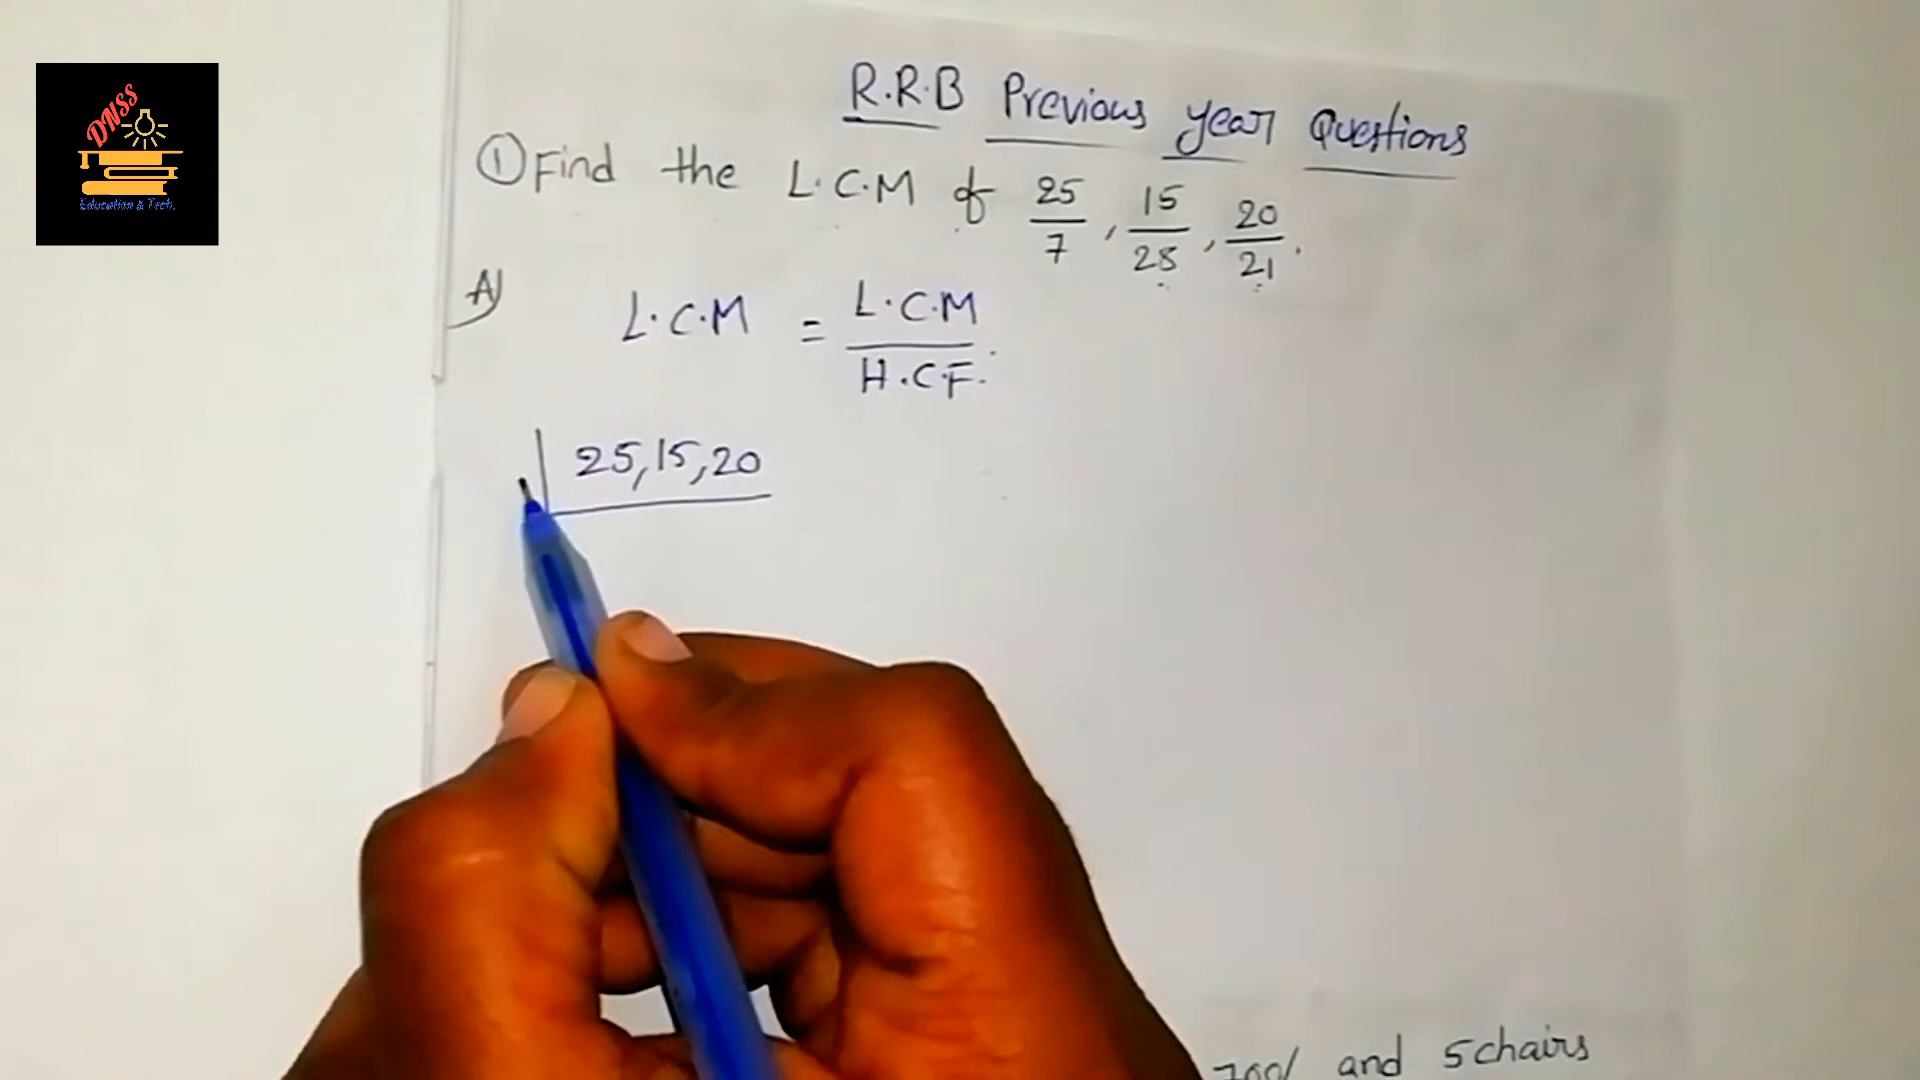 DNSS
Education & Tech.
R.R.B Previous year Questions
① Find the L.C.M of 25/7, 15/28, 20/21.
A)
L.C.M = L.C.M/H.C.F.
25,15,20
and 5chairs